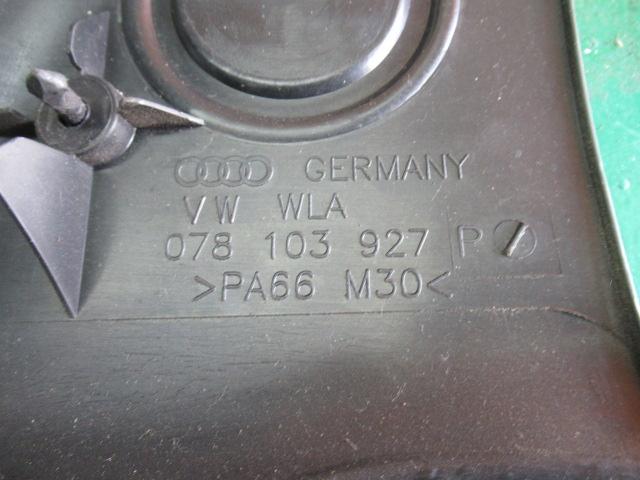 GERMANY
VW WLA
078 103 927 P
>PA66 M30<